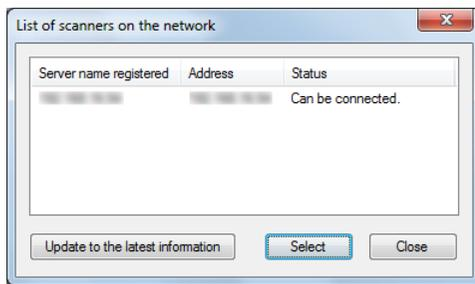 List of scanners on the network
Server name registered Address Status
Can be connected.
Update to the latest information Select Close